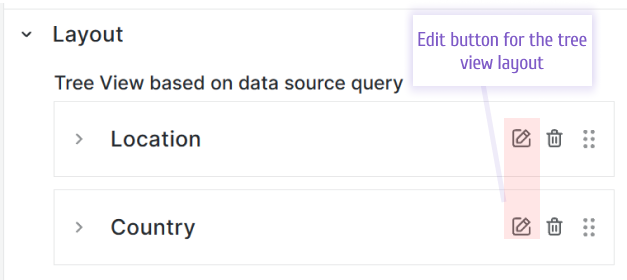 Layout
Edit button for the tree
view layout
Tree View based on data source query
Location
Country